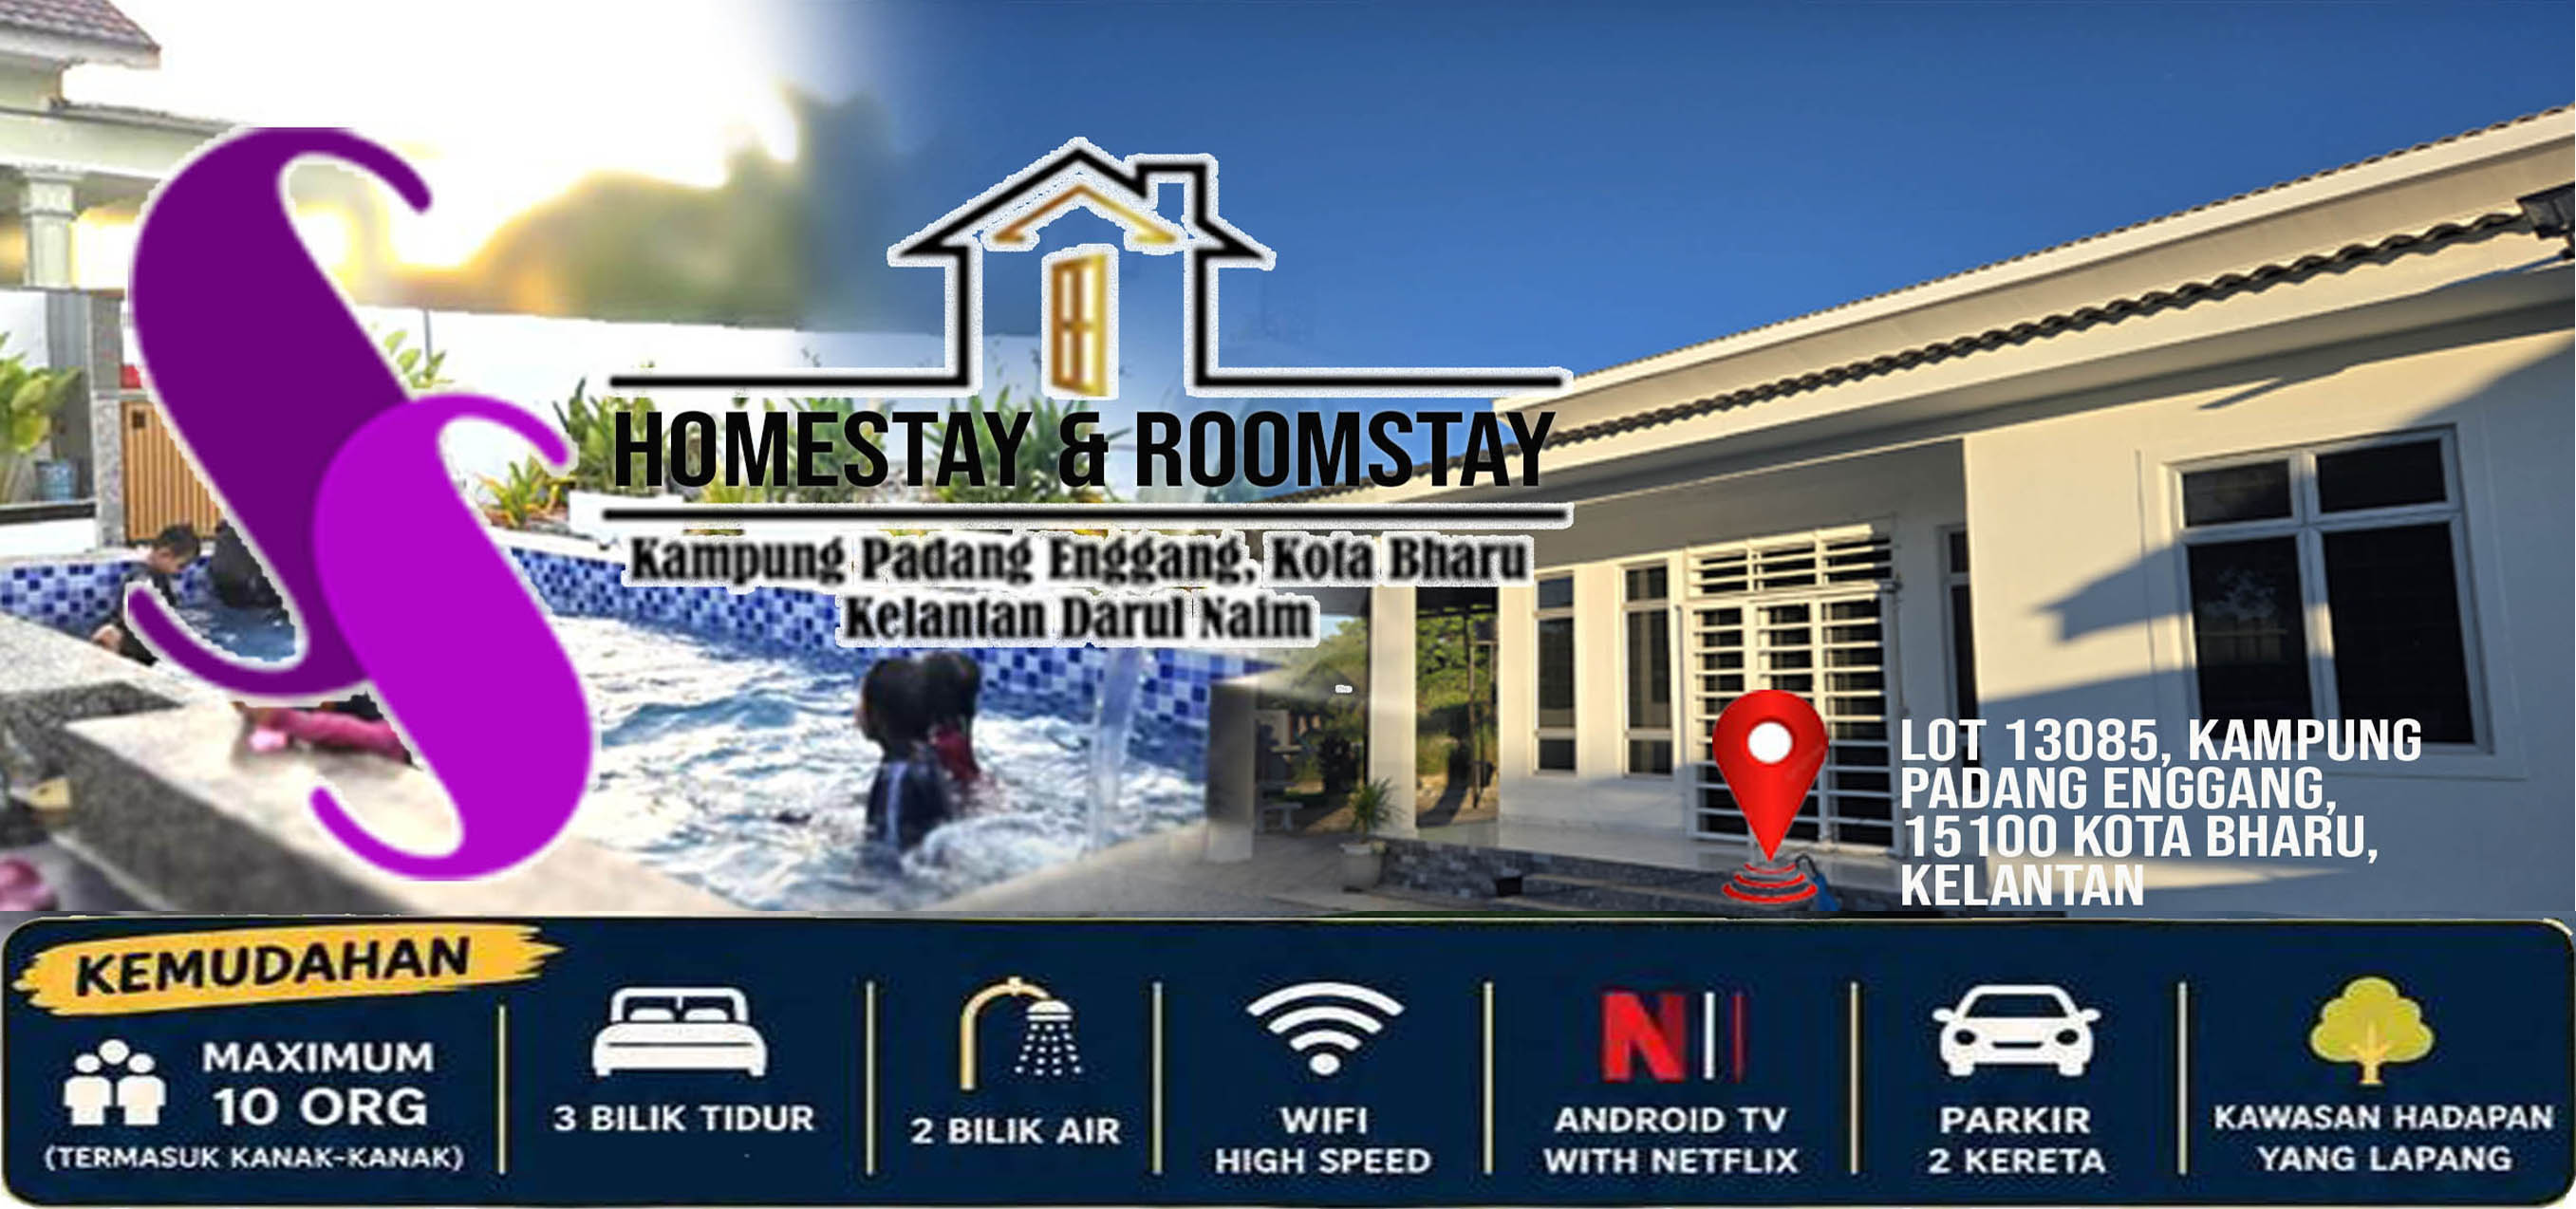 SS
HOMESTAY & ROOMSTAY
Kampung Padang Enggang, Kota Bharu
Kelantan Darul Naim
LOT 13085, KAMPUNG
PADANG ENGGANG,
15100 KOTA BHARU,
KELANTAN
KEMUDAHAN
MAXIMUM
10 ORG
(TERMASUK KANAK-KANAK)
3 BILIK TIDUR
2 BILIK AIR
WIFI
HIGH SPEED
N
ANDROID TV
WITH NETFLIX
PARKIR
2 KERETA
KAWASAN HADAPAN
YANG LAPANG